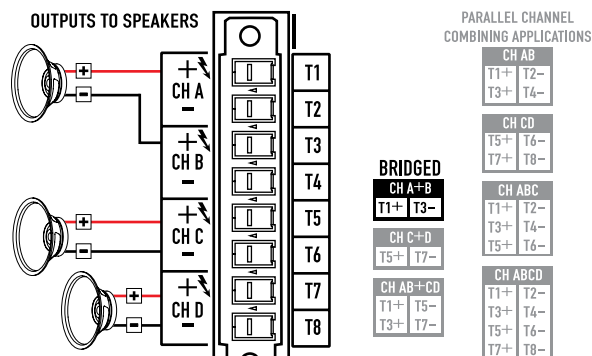 OUTPUTS TO SPEAKERS
+
−
+
CH A
−
+
CH B
−
+
−
+
CH C
−
+
−
+
CH D
−
T1
T2
T3
T4
T5
T6
T7
T8
BRIDGED
CH A+B
T1+ T3−
CH C+D
T5+ T7−
CH AB+CD
T1+ T5−
T3+ T7−
PARALLEL CHANNEL
COMBINING APPLICATIONS
CH AB
T1+ T2−
T3+ T4−
CH CD
T5+ T6−
T7+ T8−
CH ABC
T1+ T2−
T3+ T4−
T5+ T6−
CH ABCD
T1+ T2−
T3+ T4−
T5+ T6−
T7+ T8−